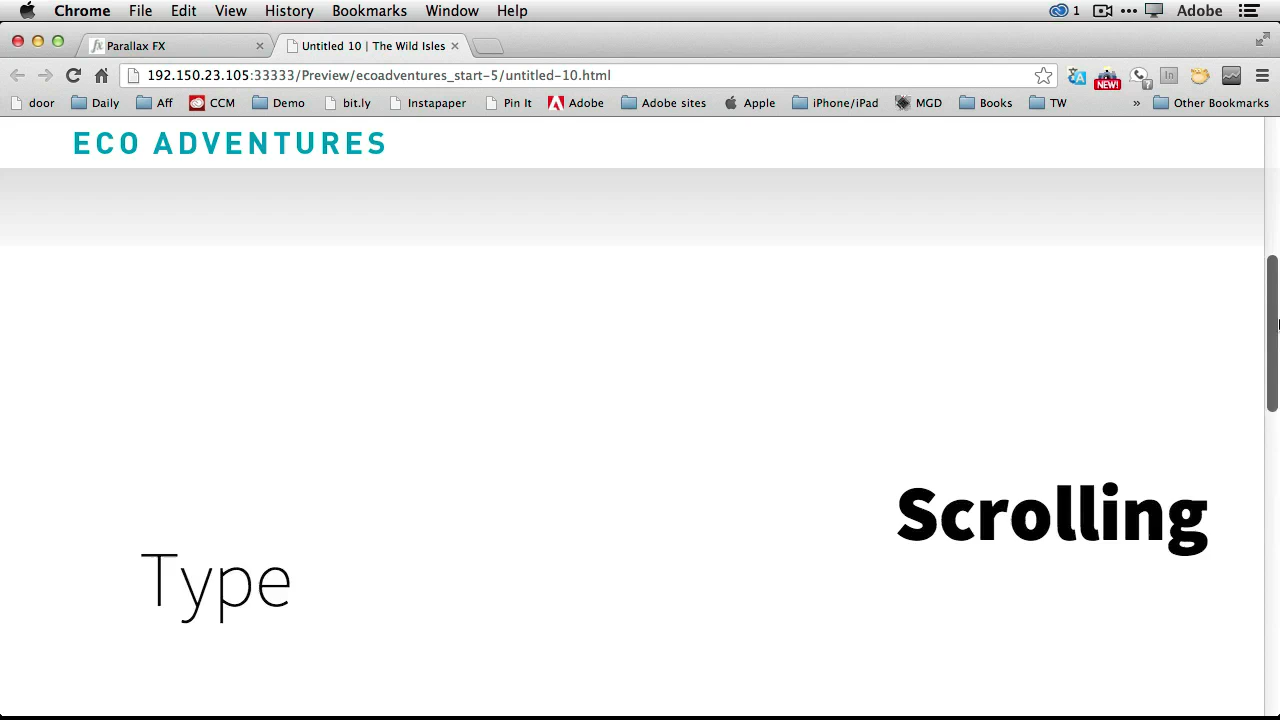 Chrome File Edit View History Bookmarks Window Help 1 Adobe
Parallax FX Untitled 10 | The Wild Isles
192.150.23.105:33333/Preview/ecoadventures_start-5/untitled-10.html NEW!
door Daily Aff CCM Demo bit.ly Instapaper Pin It Adobe Adobe sites Apple iPhone/iPad MGD Books TW » Other Bookmarks
ECO ADVENTURES
Scrolling
Type